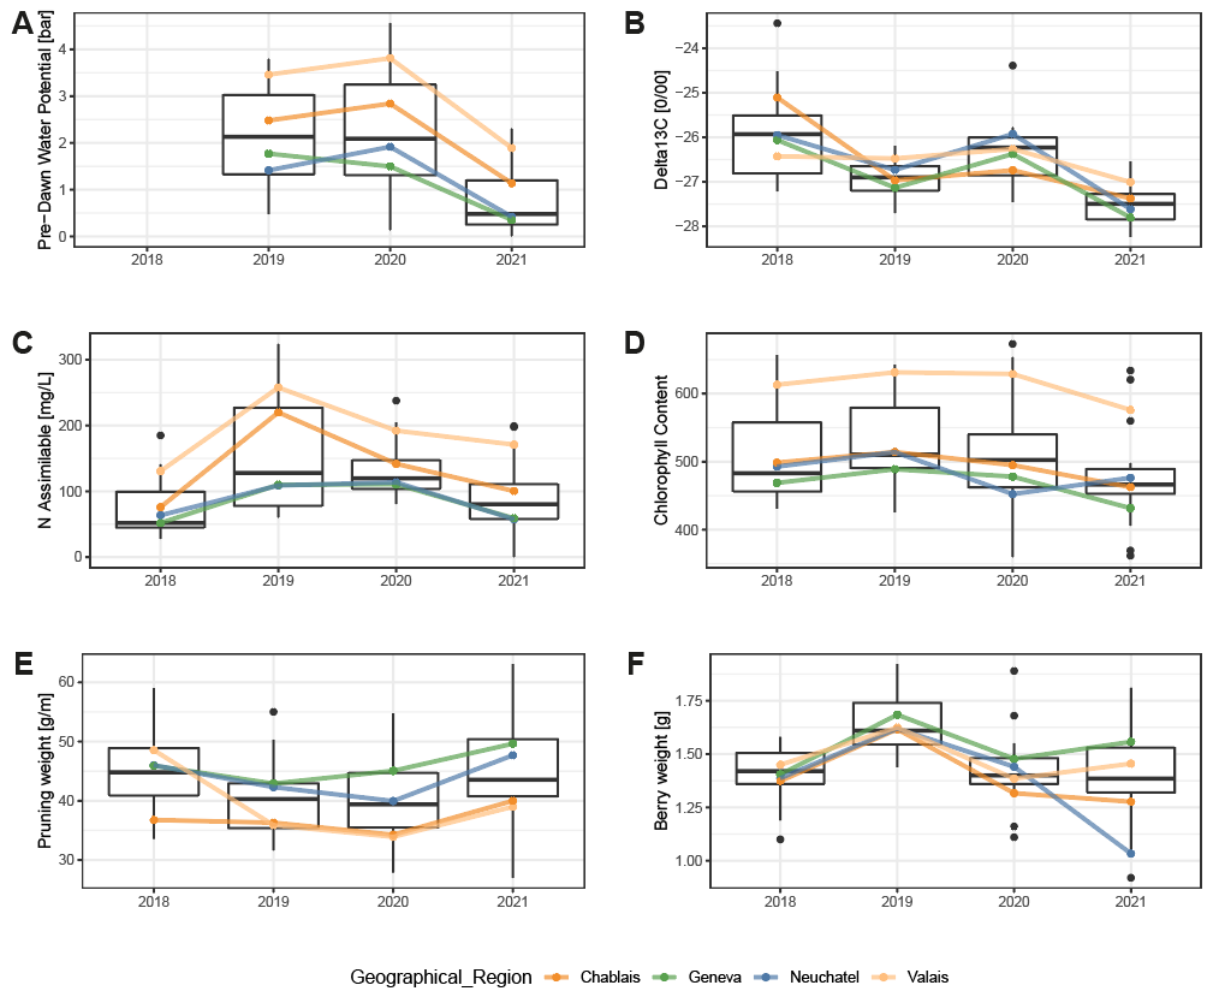 A
Pre-Dawn Water Potential [bar]
4
3
2
1
0
2018 2019 2020 2021
B
Delta13C [0/00]
-24
-25
-26
-27
-28
2018 2019 2020 2021
C
N Assimilable [mg/L]
300
200
100
0
2018 2019 2020 2021
D
Chlorophyll Content
600
500
400
2018 2019 2020 2021
E
Pruning weight [g/m]
60
50
40
30
2018 2019 2020 2021
F
Berry weight [g]
1.75
1.50
1.25
1.00
2018 2019 2020 2021
Geographical_Region Chablais Geneva Neuchatel Valais